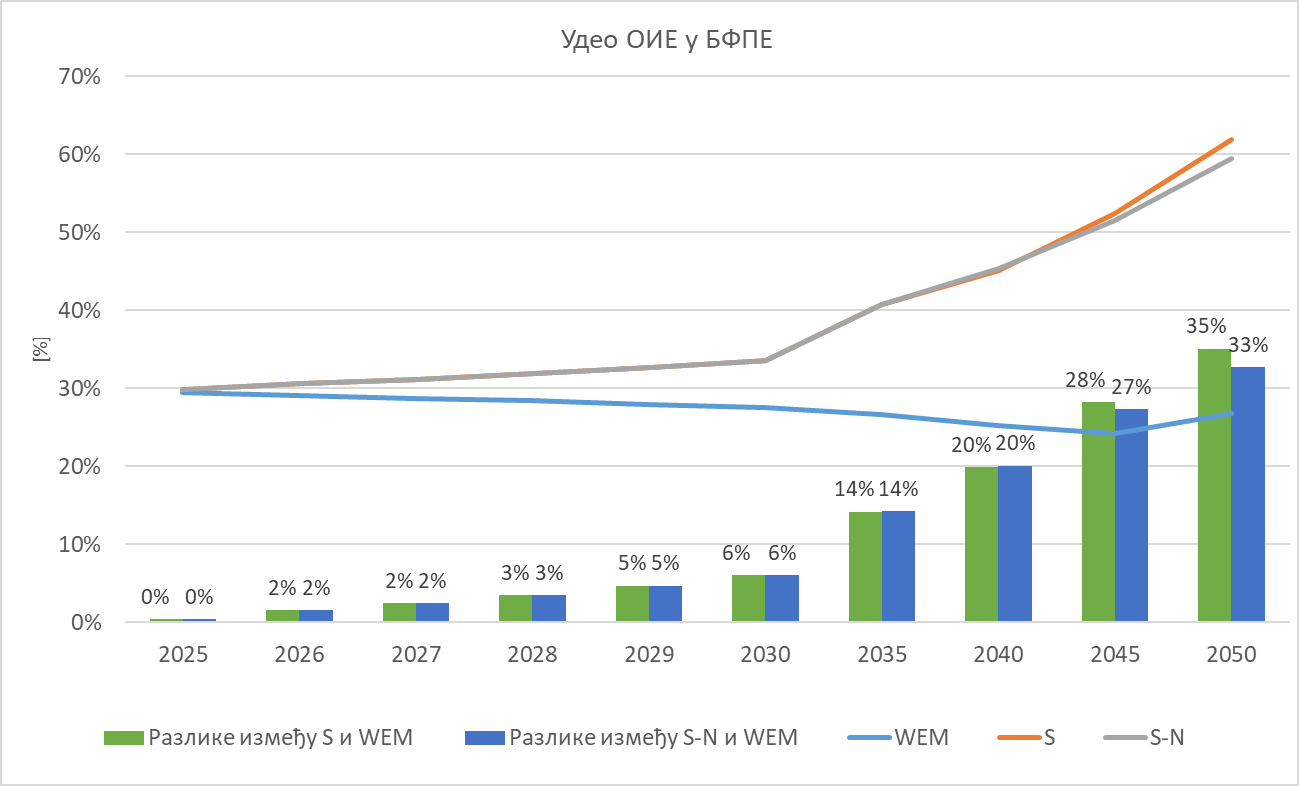 Удео ОИЕ у БФПЕ
70%
60%
50%
40%
30%
20%
10%
0%
[%]
0% 0% 2% 2% 2% 2% 3% 3% 5% 5% 6% 6% 14% 14% 20% 20% 28% 27% 35% 33%
2025 2026 2027 2028 2029 2030 2035 2040 2045 2050
Разлике између S и WEM Разлике између S-N и WEM WEM S S-N